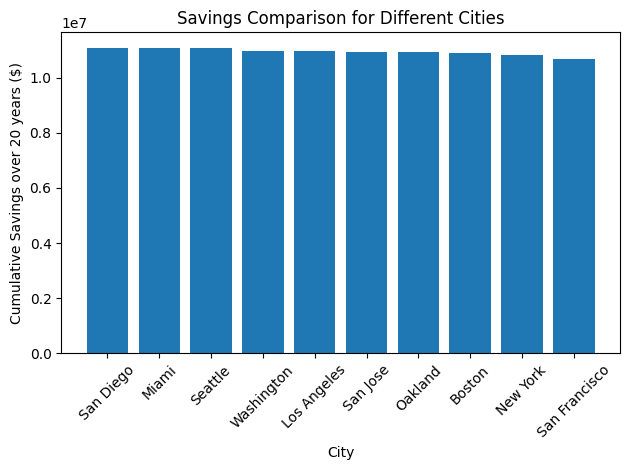 Savings Comparison for Different Cities
1e7
Cumulative Savings over 20 years ($)
1.0
0.8
0.6
0.4
0.2
0.0
San Diego
Miami
Seattle
Washington
Los Angeles
San Jose
Oakland
Boston
New York
San Francisco
City